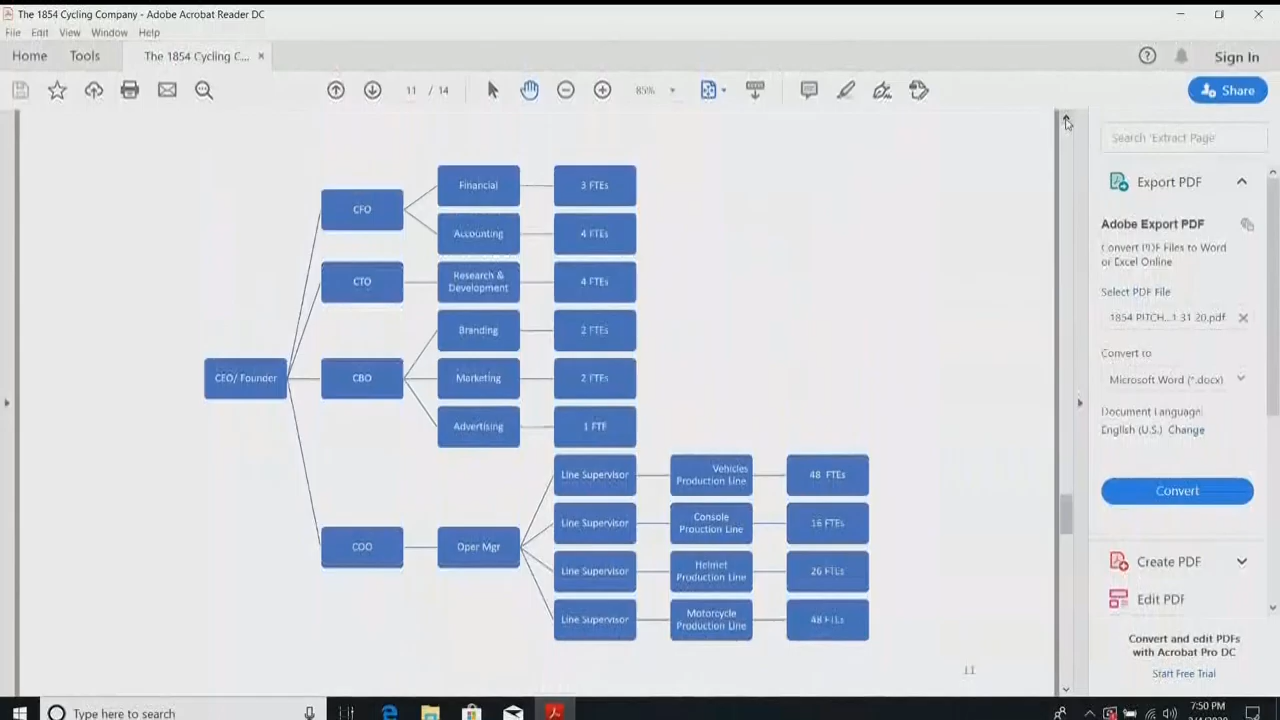 The 1854 Cycling Company - Adobe Acrobat Reader DC
File Edit View Window Help
Home Tools The 1854 Cycling C... ×
Sign In
11 / 14
85%
Share
CEO/ Founder
CFO
Financial
3 FTEs
Accounting
4 FTEs
CTO
Research &
Development
4 FTEs
CBO
Branding
2 FTEs
Marketing
2 FTEs
Advertising
1 FTE
COO
Oper Mgr
Line Supervisor
Vehicles
Production Line
48 FTEs
Line Supervisor
Console
Prouction Line
16 FTEs
Line Supervisor
Helmet
Production Line
26 FTEs
Line Supervisor
Motorcycle
Production Line
48 FTEs
11
Search 'Extract Page'
Export PDF
Adobe Export PDF
Convert PDF Files to Word
or Excel Online
Select PDF File
1854 PITCH...1 31 20.pdf
Convert to
Microsoft Word (*.docx)
Document Language:
English (U.S.) Change
Convert
Create PDF
Edit PDF
Convert and edit PDFs
with Acrobat Pro DC
Start Free Trial
Type here to search
7:50 PM